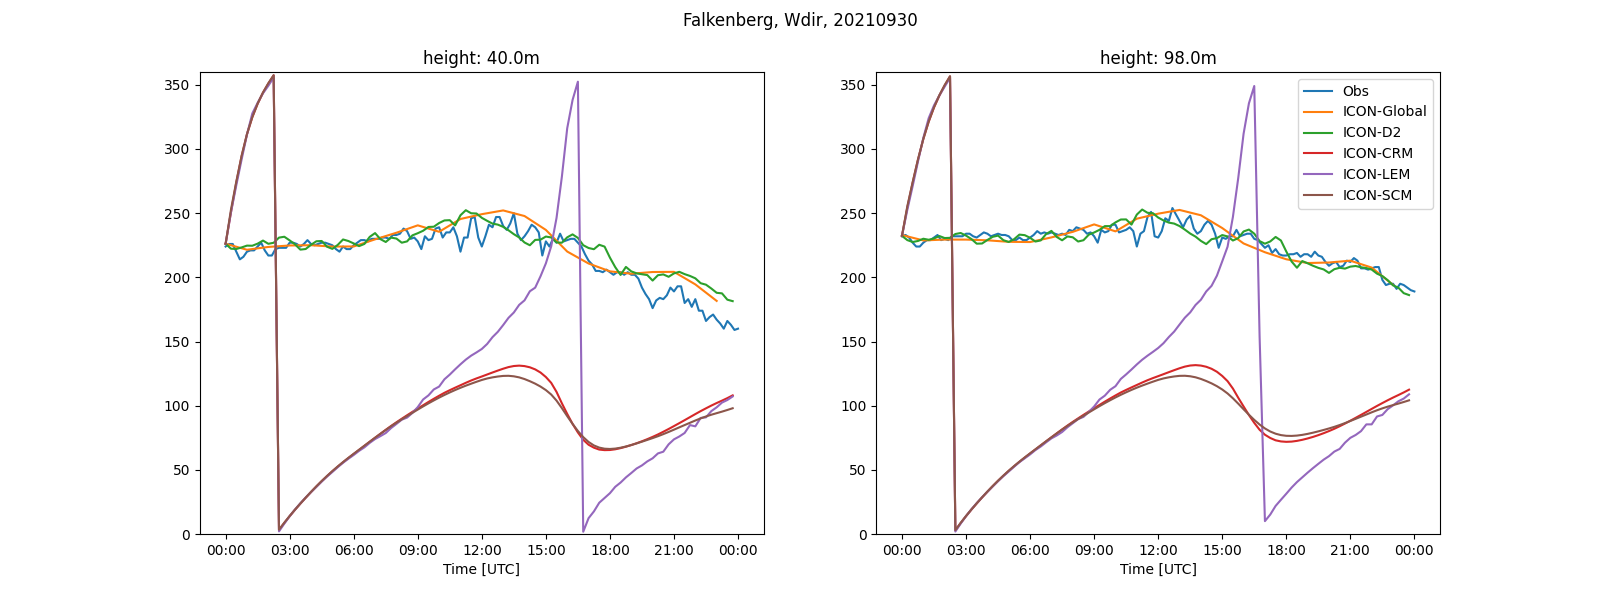 Falkenberg, Wdir, 20210930
height: 40.0m
350
300
250
200
150
100
50
0
00:00 03:00 06:00 09:00 12:00 15:00 18:00 21:00 00:00
Time [UTC]
height: 98.0m
350
300
250
200
150
100
50
0
00:00 03:00 06:00 09:00 12:00 15:00 18:00 21:00 00:00
Time [UTC]
Obs
ICON-Global
ICON-D2
ICON-CRM
ICON-LEM
ICON-SCM